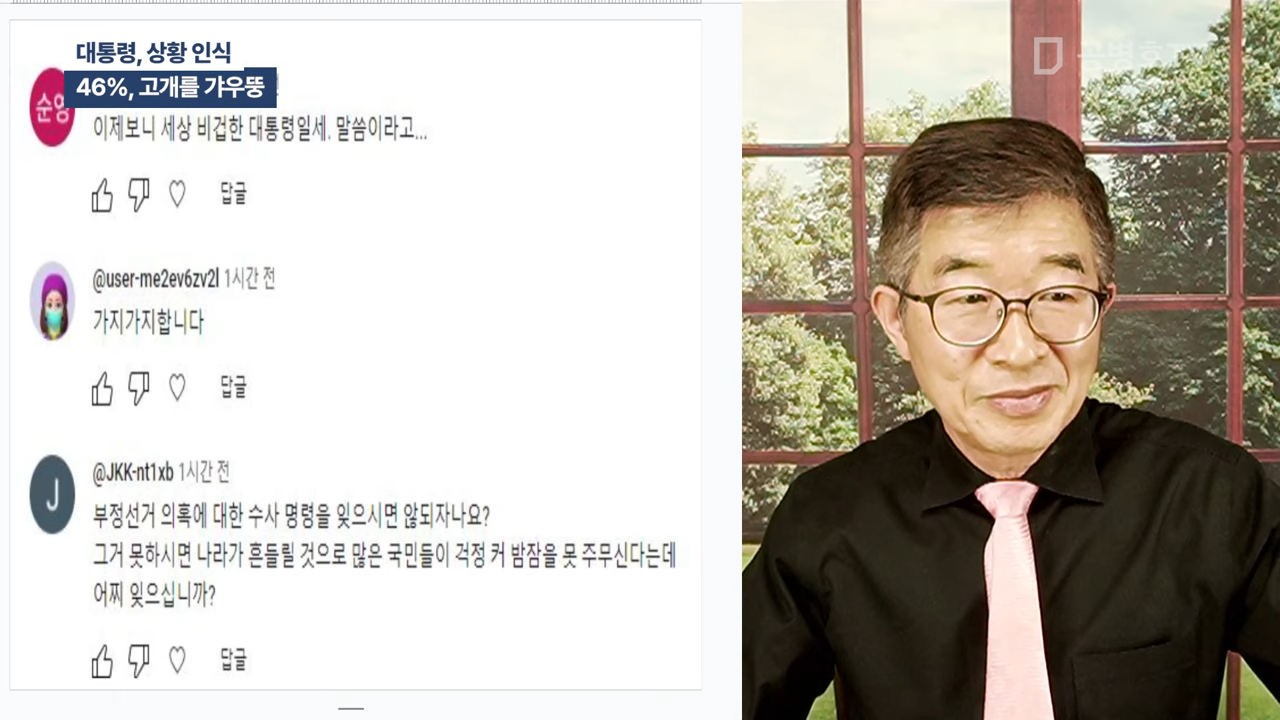 대통령, 상황 인식
46%, 고개를 갸우뚱
순영
이제보니 세상 비겁한 대통령일세. 말씀이라고...
답글
@user-me2ev6zv2l 1시간 전
가지가지합니다
답글
J
@JKK-nt1xb 1시간 전
부정선거 의혹에 대한 수사 명령을 잊으시면 않되자나요?
그거 못하시면 나라가 흔들릴 것으로 많은 국민들이 걱정 커 밤잠을 못 주무신다는데
어찌 잊으십니까?
답글